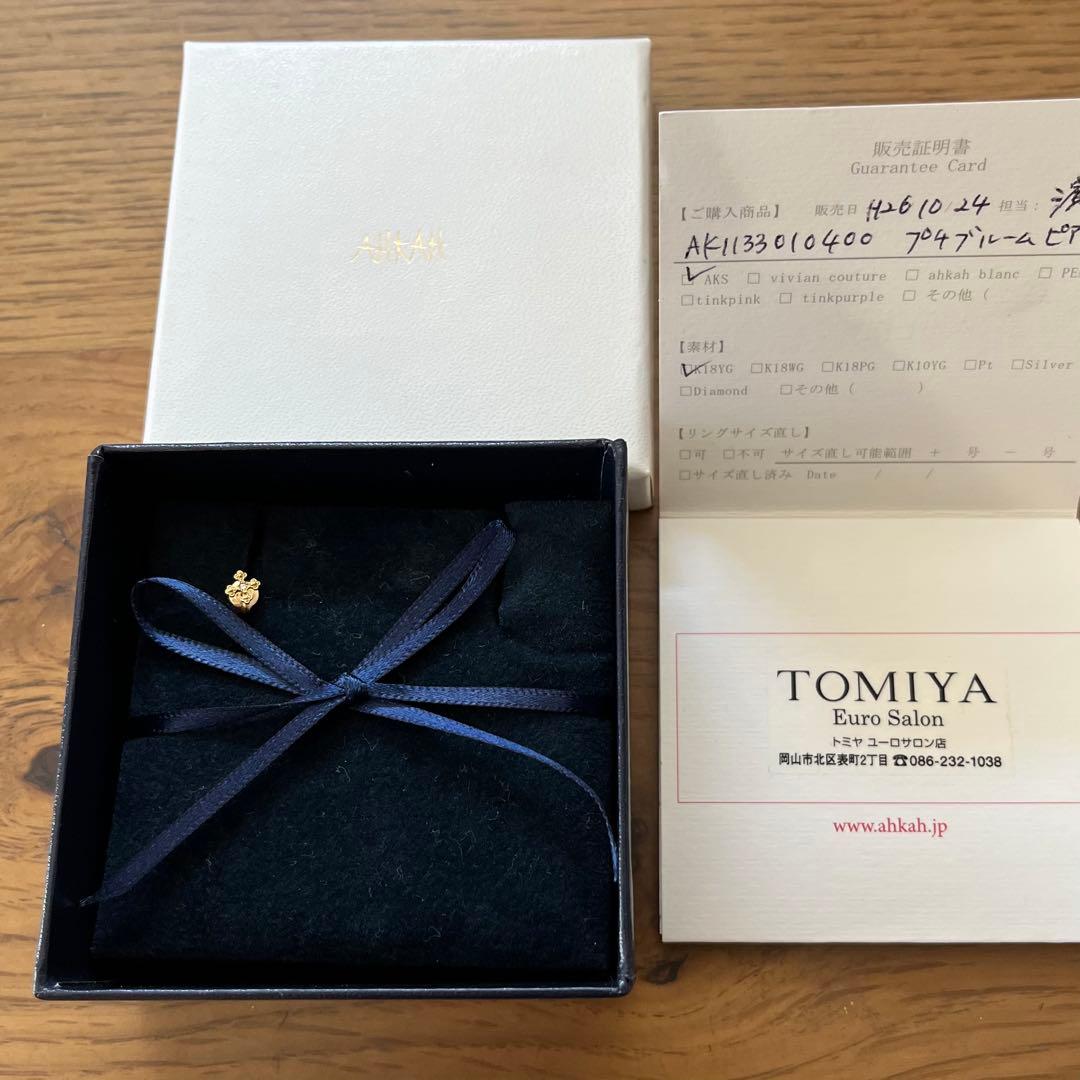 AHKAH
販売証明書
Guarantee Card
【ご購入商品】 販売日 H26 10/24 担当: 濱
AK1133010400 プチブルームピア
☑ AKS □ vivian couture □ ahkah blanc □ PE
□tinkpink □ tinkpurple □ その他 (
【素材】
☑K18YG □K18WG □K18PG □K10YG □Pt □Silver
□Diamond □その他 ( )
【リングサイズ直し】
□可 □不可 サイズ直し可能範囲 + 号 − 号
□サイズ直し済み Date / /
TOMIYA
Euro Salon
トミヤ ユーロサロン店
岡山市北区表町2丁目 ☎086-232-1038
www.ahkah.jp